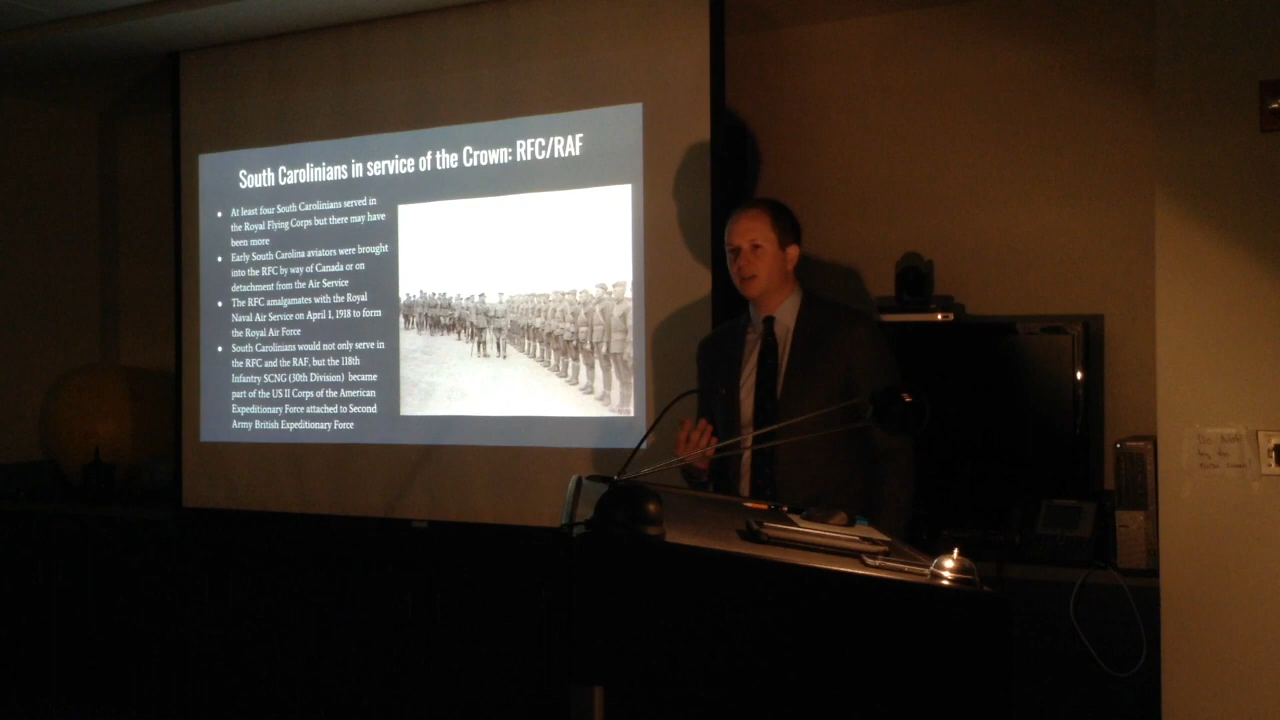 South Carolinians in service of the Crown: RFC/RAF
At least four South Carolinians served in
the Royal Flying Corps but there may have
been more
Early South Carolina aviators were brought
into the RFC by way of Canada or on
detachment from the Air Service
The RFC amalgamates with the Royal
Naval Air Service on April 1, 1918 to form
the Royal Air Force
South Carolinians would not only serve in
the RFC and the RAF, but the 118th
Infantry SCNG (30th Division) became
part of the US II Corps of the American
Expeditionary Force attached to Second
Army British Expeditionary Force
Do Not